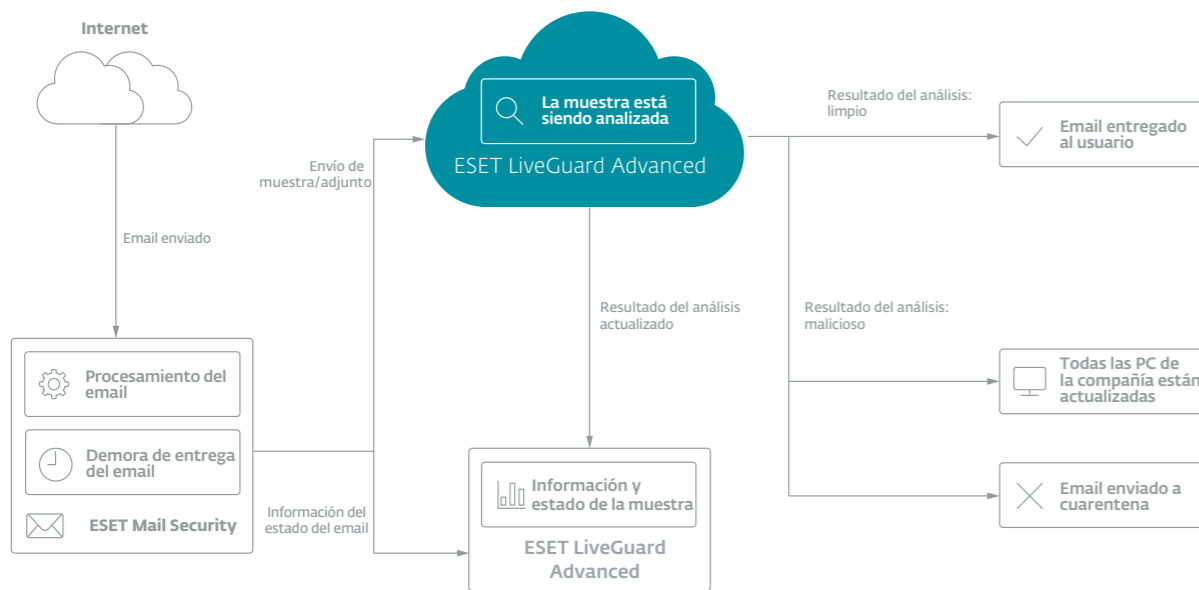 Internet
Email enviado
Procesamiento del
email
Demora de entrega
del email
ESET Mail Security
Envío de
muestra/adjunto
Información del
estado del email
La muestra está
siendo analizada
ESET LiveGuard Advanced
Resultado del análisis
actualizado
Información y
estado de la muestra
ESET LiveGuard
Advanced
Resultado del análisis:
limpio
Email entregado
al usuario
Resultado del análisis:
malicioso
Todas las PC de
la compañía están
actualizadas
Email enviado a
cuarentena